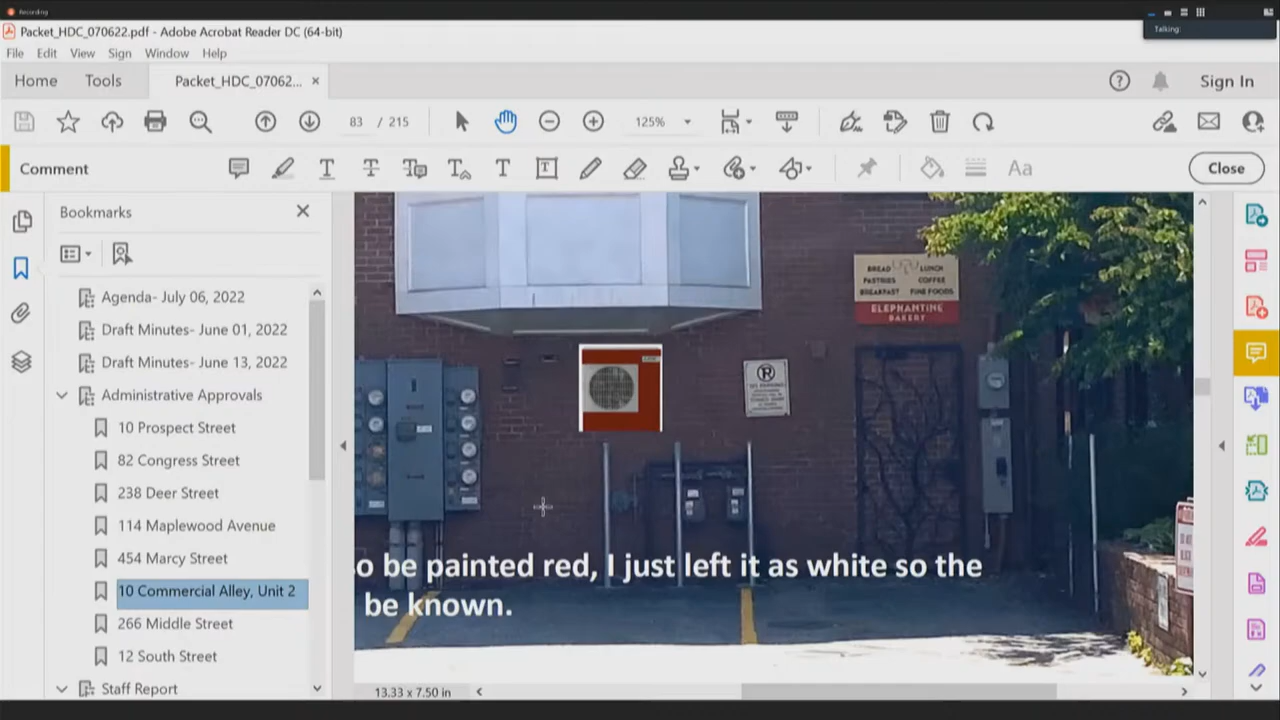 Recording
Packet_HDC_070622.pdf - Adobe Acrobat Reader DC (64-bit)
Talking:
File Edit View Sign Window Help
Home Tools Packet_HDC_07062... × Sign In
83 / 215 125%
Comment Close
Bookmarks
Agenda- July 06, 2022
Draft Minutes- June 01, 2022
Draft Minutes- June 13, 2022
Administrative Approvals
10 Prospect Street
82 Congress Street
238 Deer Street
114 Maplewood Avenue
454 Marcy Street
10 Commercial Alley, Unit 2
266 Middle Street
12 South Street
Staff Report
BREAD LUNCH
PASTRIES COFFEE
BREAKFAST FINE FOODS
ELEPHANTINE
BAKERY
so be painted red, I just left it as white so the
be known.
13.33 x 7.50 in